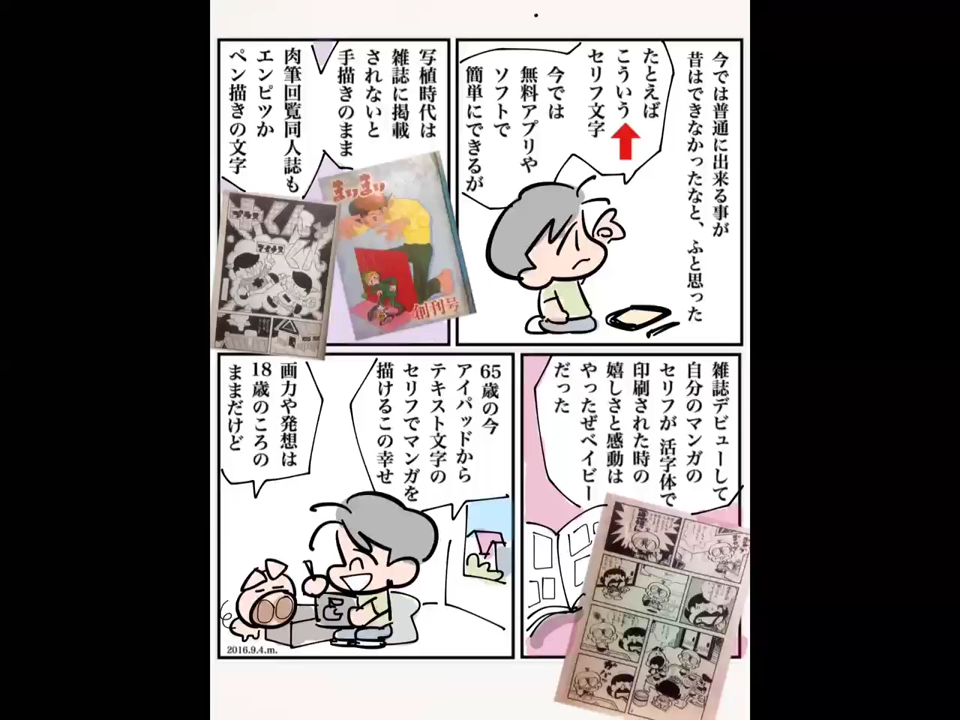 今では普通に出来る事が
昔はできなかったなと、ふと思った
たとえば
こういう
セリフ文字
今では
無料アプリや
ソフトで
簡単にできるが
写植時代は
雑誌に掲載
されないと
手描きのまま
肉筆回覧同人誌も
エンピツか
ペン描きの文字
まりまり
創刊号
雑誌デビューして
自分のマンガの
セリフが 活字体で
印刷された時の
嬉しさと感動は
やったぜベイビー
だった
65歳の今
アイパッドから
テキスト文字の
セリフでマンガを
描けるこの幸せ
画力や発想は
18歳のころの
ままだけど
2016.9.4.m.